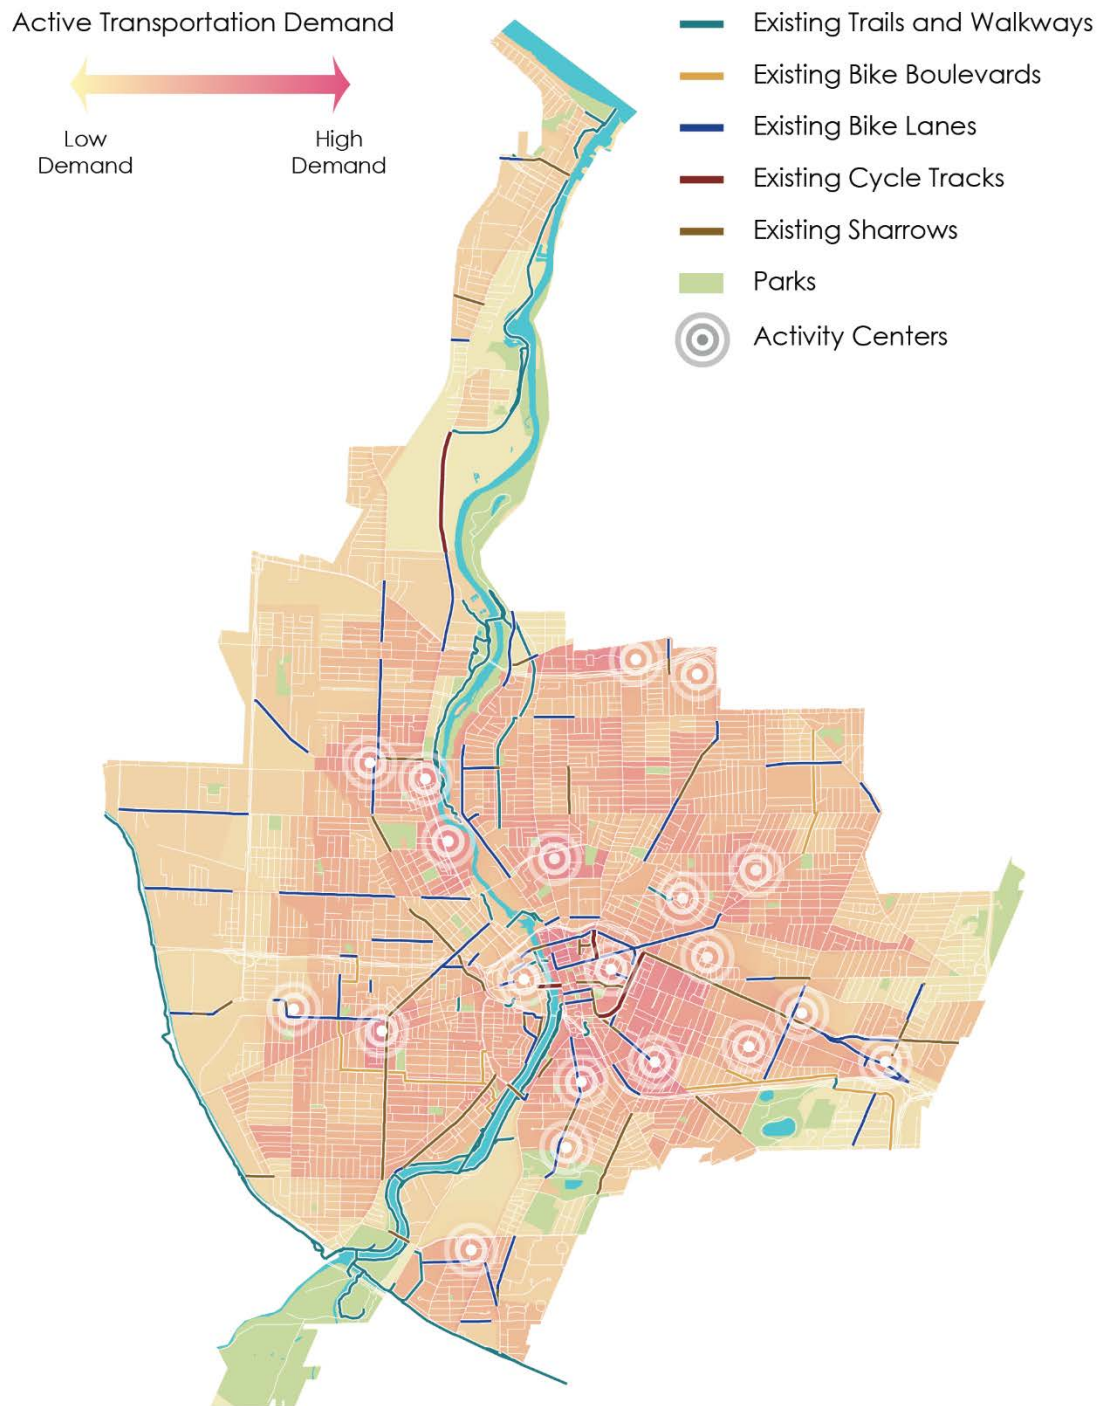 Active Transportation Demand
Low
Demand
High
Demand
Existing Trails and Walkways
Existing Bike Boulevards
Existing Bike Lanes
Existing Cycle Tracks
Existing Sharrows
Parks
Activity Centers